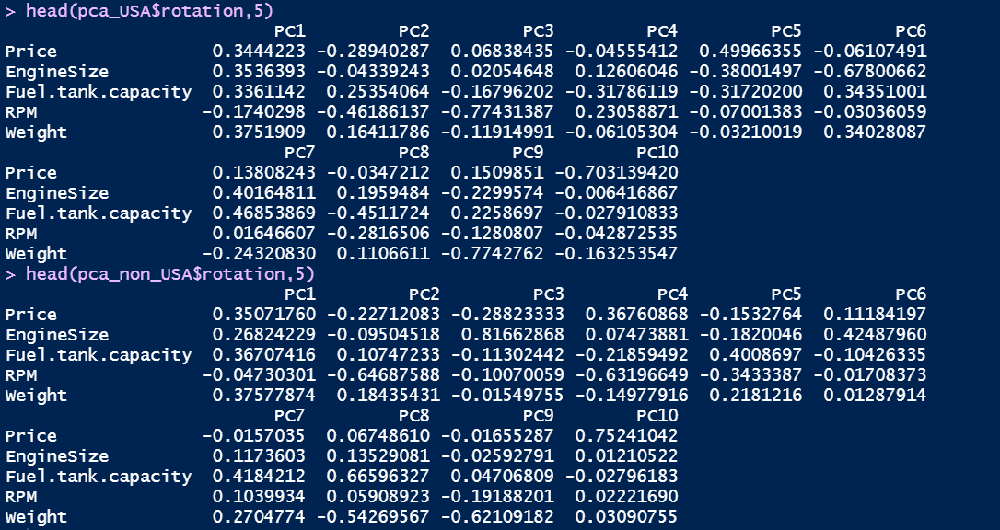 > head(pca_USA$rotation,5)
PC1 PC2 PC3 PC4 PC5 PC6
Price 0.3444223 -0.28940287 0.06838435 -0.04555412 0.49966355 -0.06107491
EngineSize 0.3536393 -0.04339243 0.02054648 0.12606046 -0.38001497 -0.67800662
Fuel.tank.capacity 0.3361142 0.25354064 -0.16796202 -0.31786119 -0.31720200 0.34351001
RPM -0.1740298 -0.46186137 -0.77431387 0.23058871 -0.07001383 -0.03036059
Weight 0.3751909 0.16411786 -0.11914991 -0.06105304 -0.03210019 0.34028087
PC7 PC8 PC9 PC10
Price 0.13808243 -0.0347212 0.1509851 -0.703139420
EngineSize 0.40164811 0.1959484 -0.2299574 -0.006416867
Fuel.tank.capacity 0.46853869 -0.4511724 0.2258697 -0.027910833
RPM 0.01646607 -0.2816506 -0.1280807 -0.042872535
Weight -0.24320830 0.1106611 -0.7742762 -0.163253547
> head(pca_non_USA$rotation,5)
PC1 PC2 PC3 PC4 PC5 PC6
Price 0.35071760 -0.22712083 -0.28823333 0.36760868 -0.1532764 0.11184197
EngineSize 0.26824229 -0.09504518 0.81662868 0.07473881 -0.1820046 0.42487960
Fuel.tank.capacity 0.36707416 0.10747233 -0.11302442 -0.21859492 0.4008697 -0.10426335
RPM -0.04730301 -0.64687588 -0.10070059 -0.63196649 -0.3433387 -0.01708373
Weight 0.37577874 0.18435431 -0.01549755 -0.14977916 0.2181216 0.01287914
PC7 PC8 PC9 PC10
Price -0.0157035 0.06748610 -0.01655287 0.75241042
EngineSize 0.1173603 0.13529081 -0.02592791 0.01210522
Fuel.tank.capacity 0.4184212 0.66596327 0.04706809 -0.02796183
RPM 0.1039934 0.05908923 -0.19188201 0.02221690
Weight 0.2704774 -0.54269567 -0.62109182 0.03090755